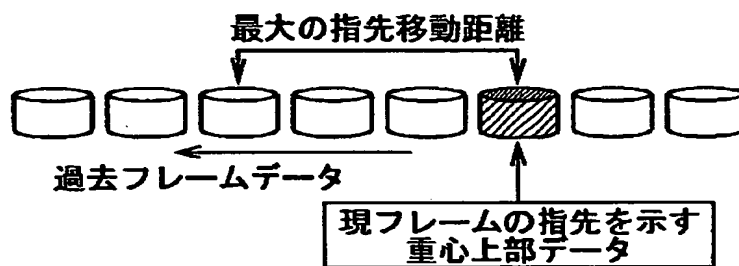 最大の指先移動距離
過去フレームデータ
現フレームの指先を示す
重心上部データ